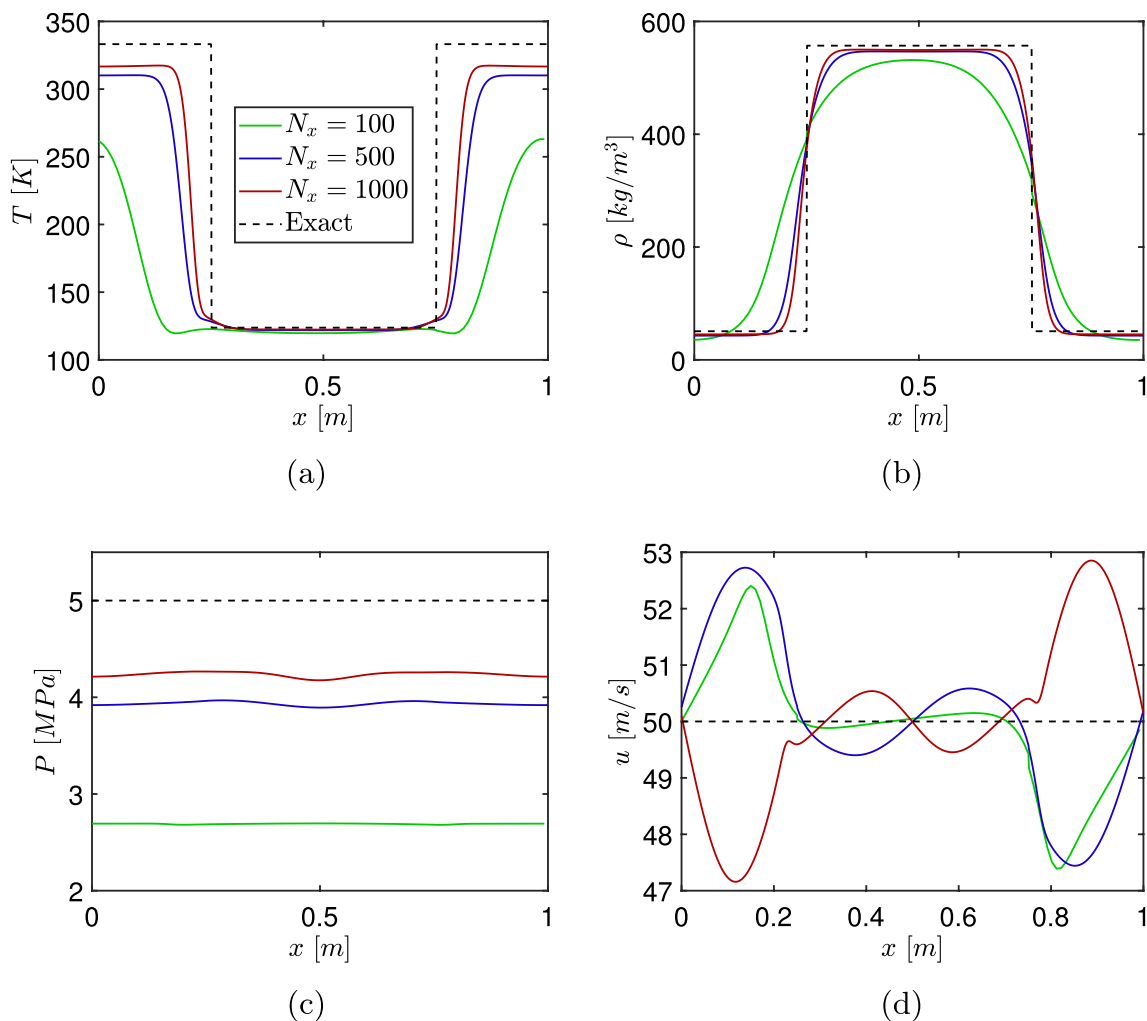 350
300
250
200
150
100
T [K]
N_x = 100
N_x = 500
N_x = 1000
Exact
0 0.5 1
x [m]
(a)
600
400
200
0
ρ [kg/m^3]
0 0.5 1
x [m]
(b)
5
4
3
2
P [MPa]
0 0.5 1
x [m]
(c)
53
52
51
50
49
48
47
u [m/s]
0 0.2 0.4 0.6 0.8 1
x [m]
(d)